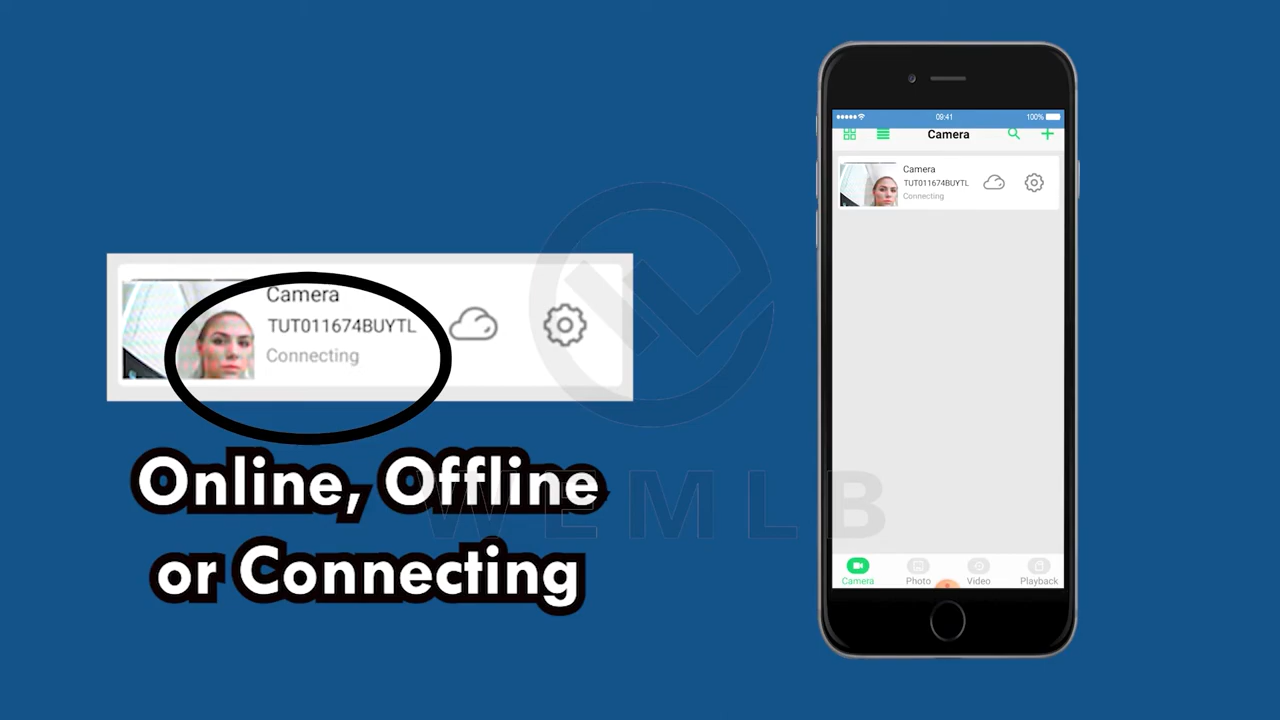 Camera
TUT011674BUYTL
Connecting
Online, Offline
or Connecting
WEMLB
09:41
100%
Camera
Camera
TUT011674BUYTL
Connecting
Camera
Photo
Video
Playback